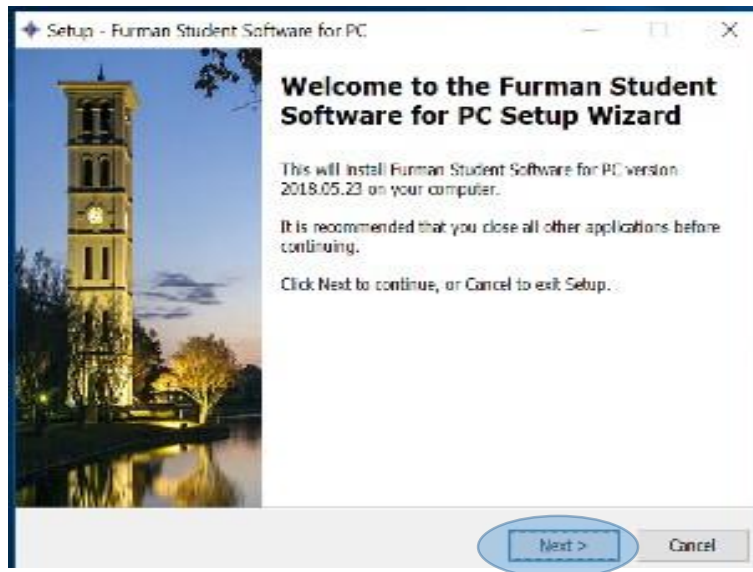 Setup - Furman Student Software for PC
Welcome to the Furman Student
Software for PC Setup Wizard
This will install Furman Student Software for PC version
2018.05.23 on your computer.
It is recommended that you close all other applications before
continuing.
Click Next to continue, or Cancel to exit Setup.
Next >
Cancel